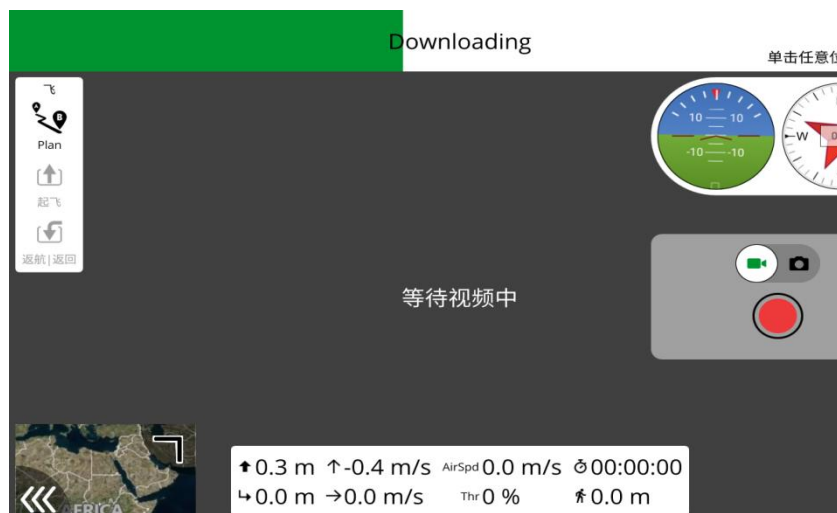 Downloading
单击任意位
飞
Plan
起飞
返航|返回
10 10
-10 -10
W
等待视频中
0.3 m -0.4 m/s AirSpd 0.0 m/s 00:00:00
0.0 m 0.0 m/s Thr 0 % 0.0 m
AFRICA